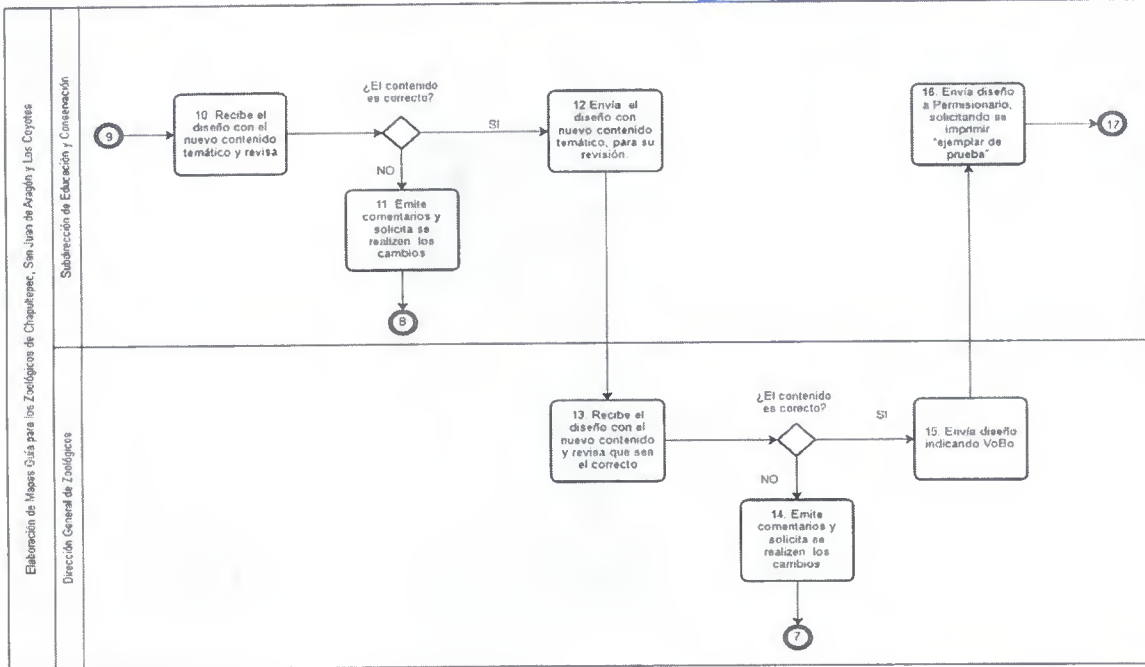 Elaboración de Mapas Guía para los Zoológicos de Chapultepec, San Juan de Aragón y Los Coyotes
Subdirección de Educación y Conservación
9
10 Recibe el
diseño con el
nuevo contenido
temático y revisa
¿El contenido
es correcto?
SI
NO
11 Emite
comentarios y
solicita se
realizen los
cambios
8
12 Envía el
diseño con
nuevo contenido
temático, para su
revisión.
16. Envía diseño
a Permisionario,
solicitando se
imprimir
"ejemplar de
prueba"
17
Dirección General de Zoológicos
13. Recibe el
diseño con el
nuevo contenido
y revisa que sea
el correcto
¿El contenido
es correcto?
SI
NO
14. Emite
comentarios y
solicita se
realizen los
cambios
7
15. Envía diseño
indicando VoBo